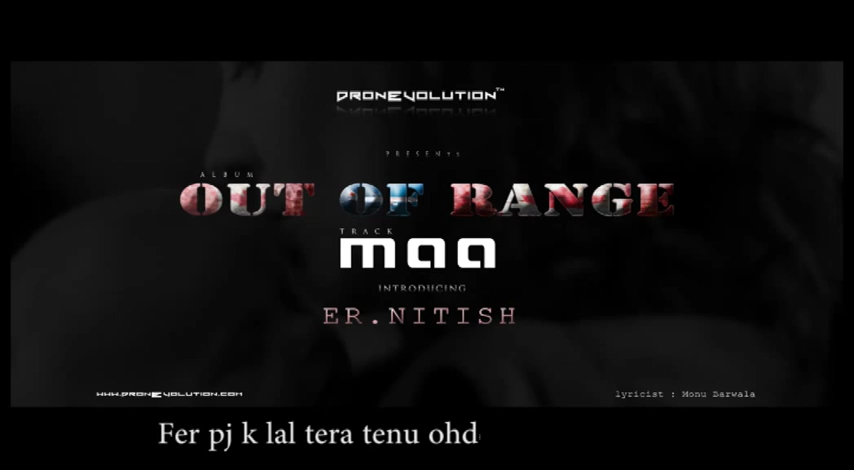 DRONEVOLUTION™
PRESENTS
ALBUM
OUT OF RANGE
TRACK
maa
INTRODUCING
ER.NITISH
WWW.DRONEVOLUTION.COM
lyricist : Monu Barwala
Fer pj k lal tera tenu ohd